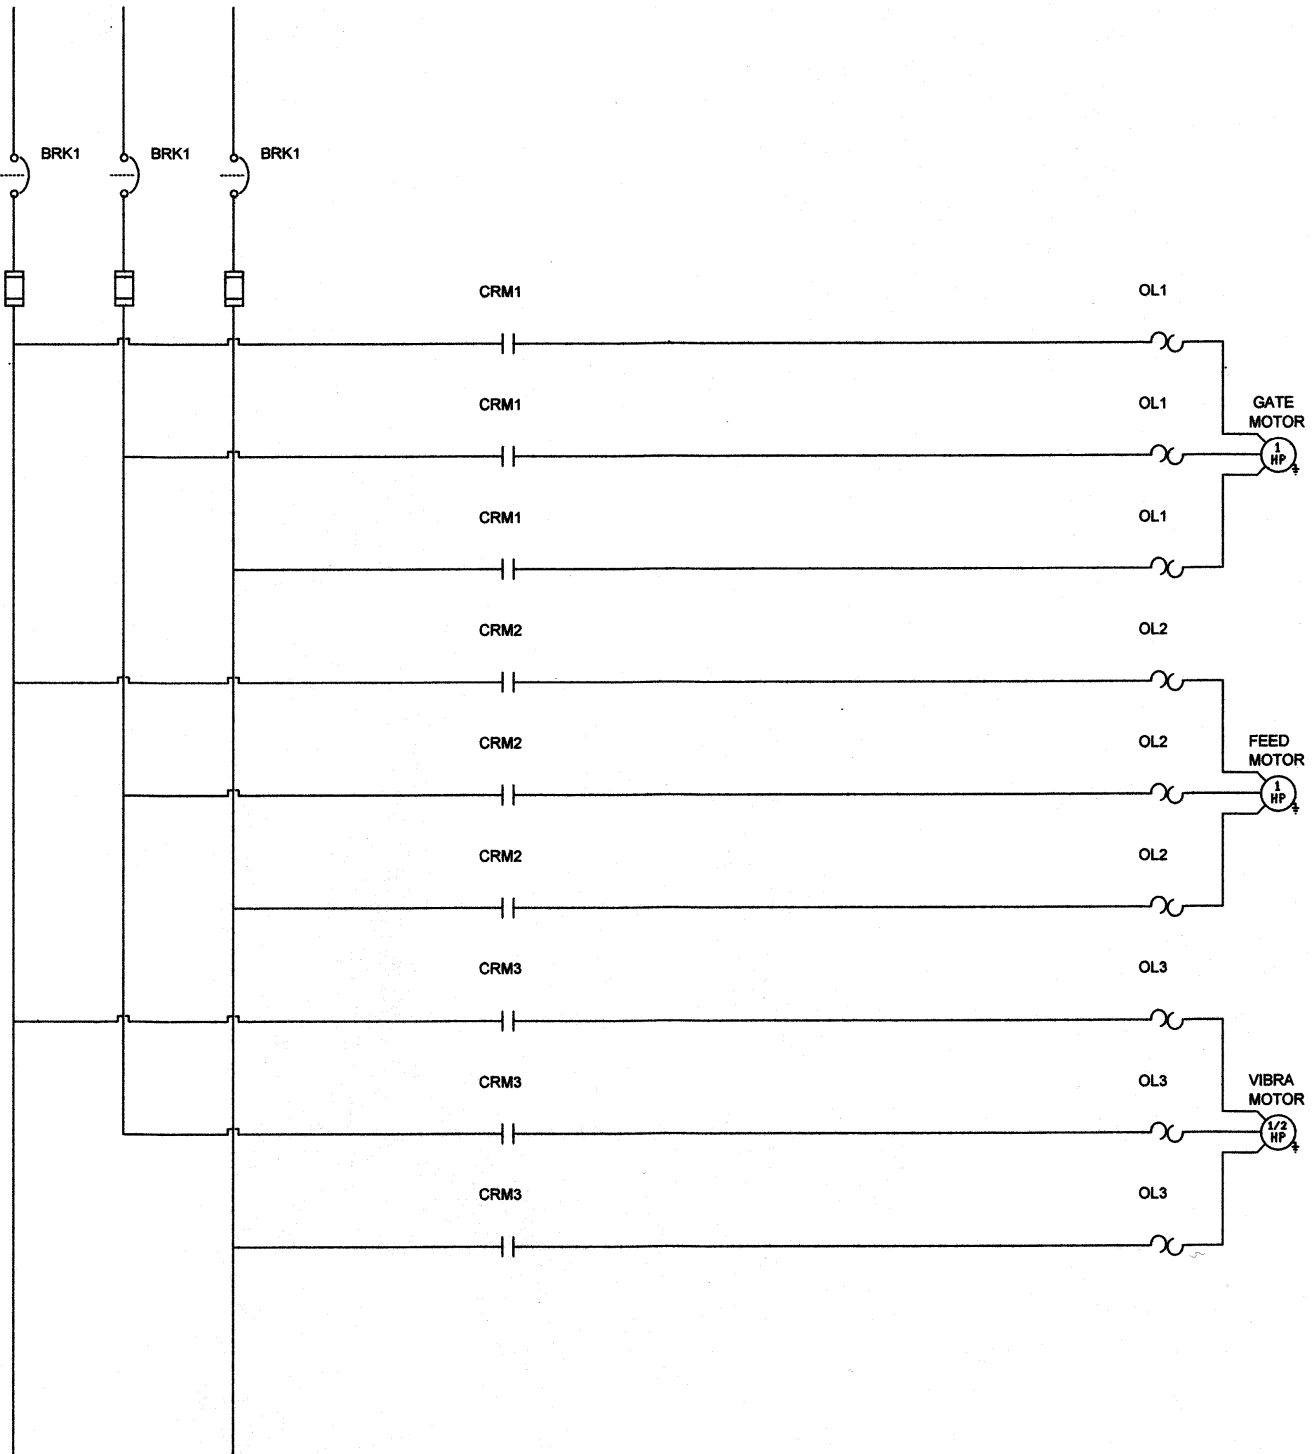 BRK1 BRK1 BRK1
CRM1 OL1
CRM1 OL1
GATE
MOTOR
1
HP
CRM1 OL1
CRM2 OL2
CRM2 OL2
FEED
MOTOR
1
HP
CRM2 OL2
CRM3 OL3
CRM3 OL3
VIBRA
MOTOR
1/2
HP
CRM3 OL3